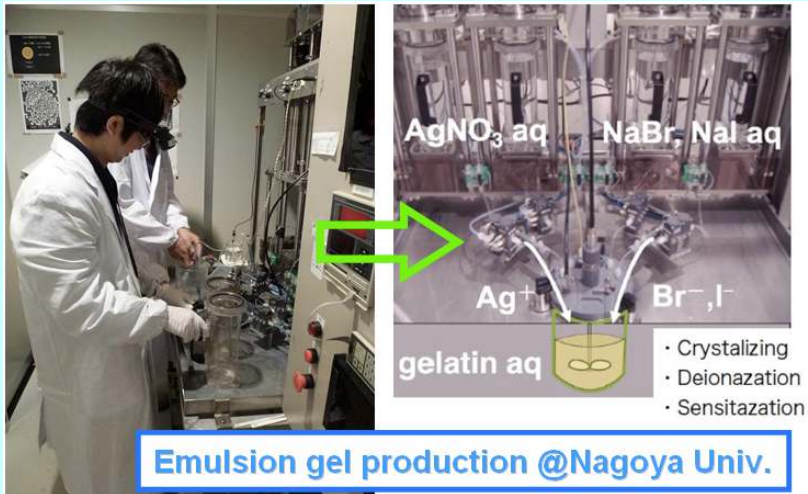 AgNO₃ aq
NaBr, NaI aq
Ag⁺
Br⁻,I⁻
gelatin aq
・Crystalizing
・Deionazation
・Sensitazation
Emulsion gel production @Nagoya Univ.